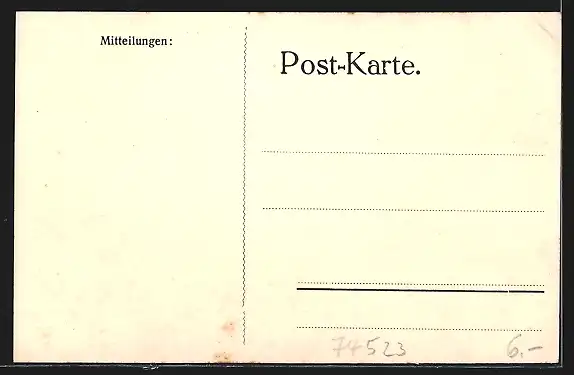 Mitteilungen:
Post-Karte.
74523
6.–